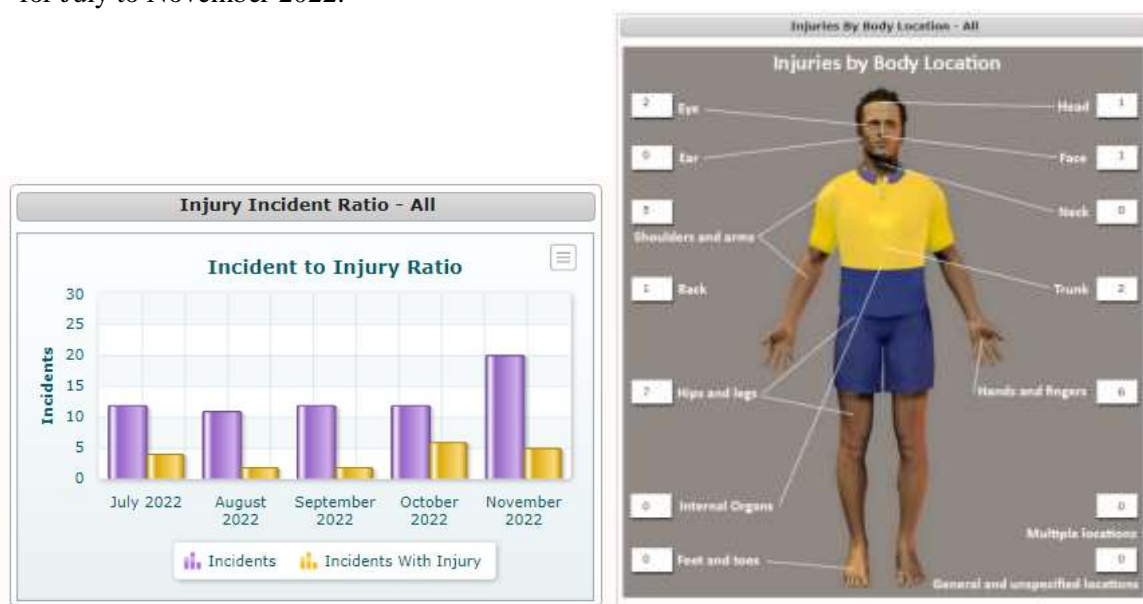 for July to November 2022.
Injury Incident Ratio - All
Incident to Injury Ratio
30
25
20
15
10
5
0
Incidents
July 2022
August
2022
September
2022
October
2022
November
2022
Incidents
Incidents With Injury
Injuries By Body Location - All
Injuries by Body Location
2 Eye
Head 1
0 Ear
Face 1
Neck 0
Shoulders and arms
1 Back
Trunk 2
7 Hips and legs
Hands and fingers 6
0 Internal Organs
0
Multiple locations
0 Feet and toes
0
General and unspecified locations